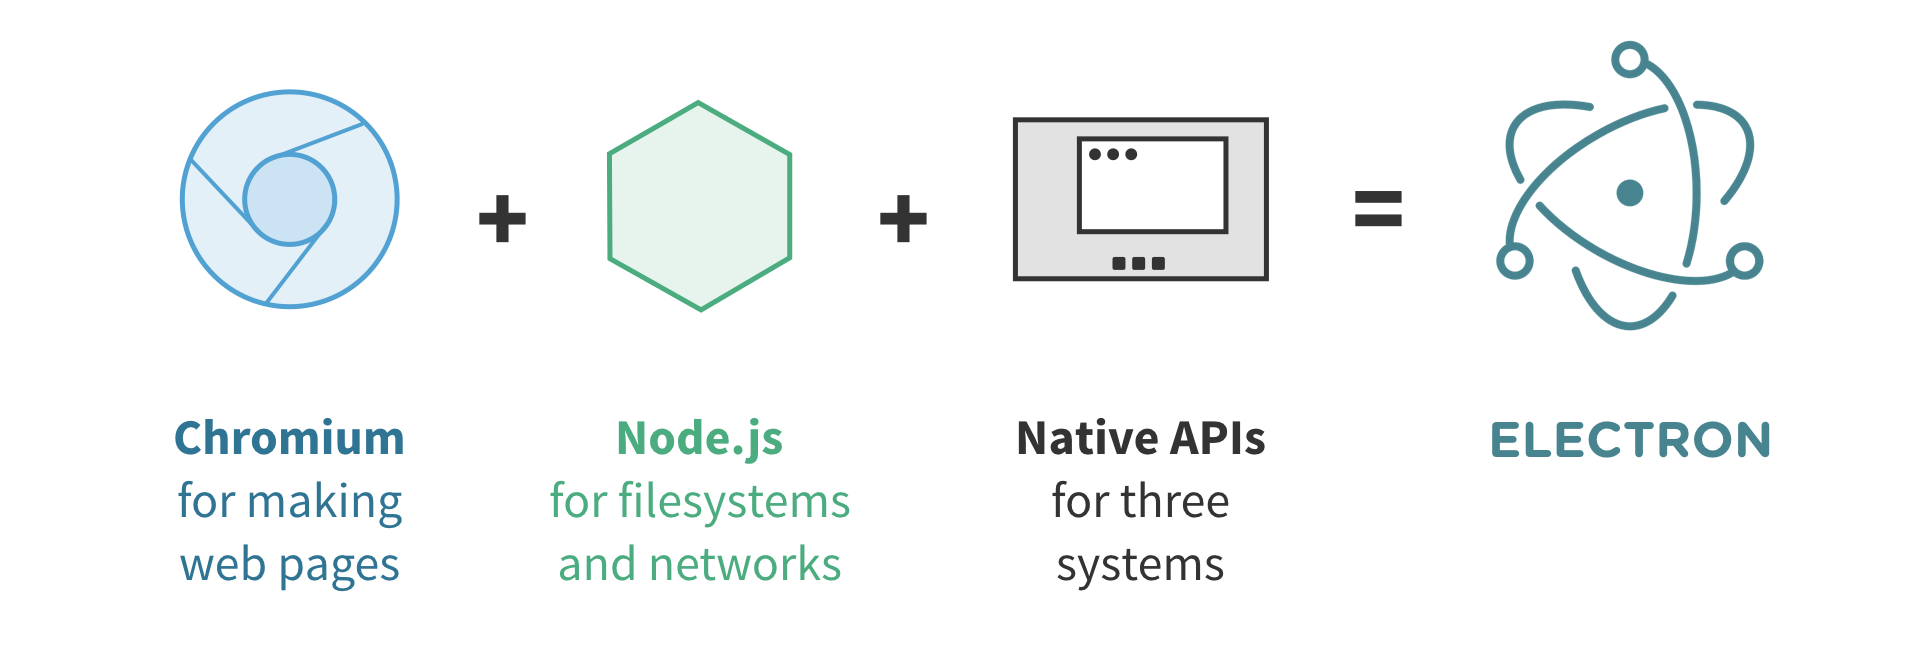 + + =
Chromium
for making
web pages
Node.js
for filesystems
and networks
Native APIs
for three
systems
ELECTRON